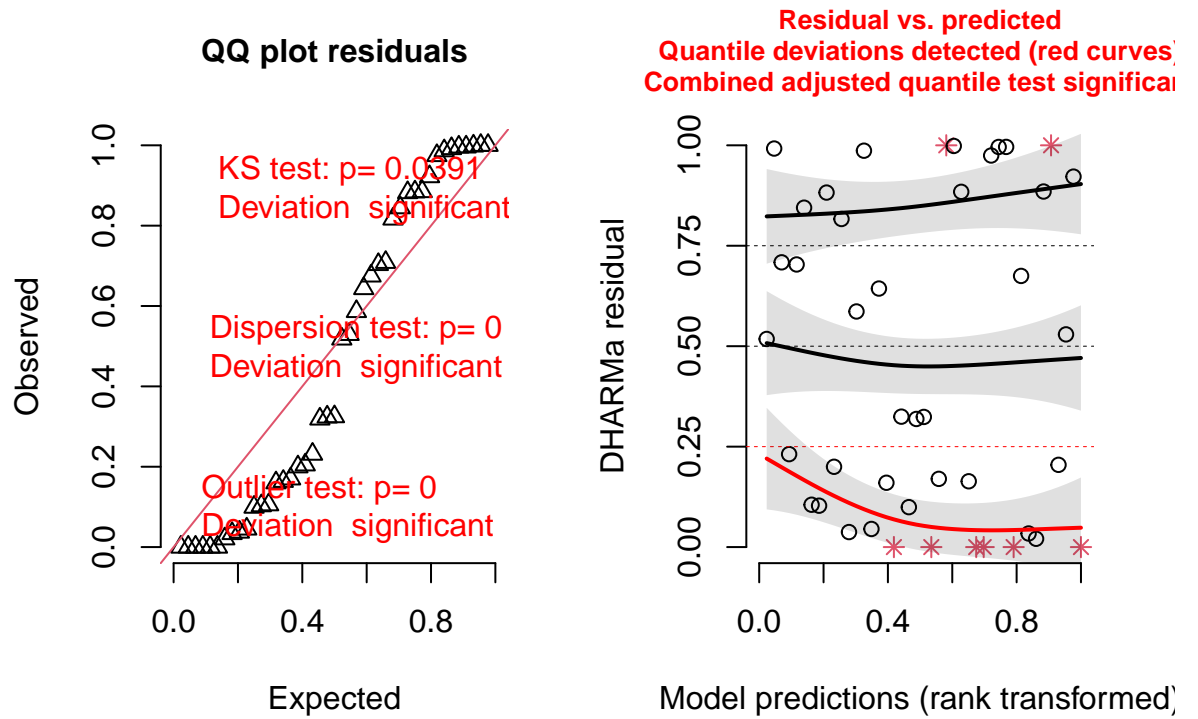 QQ plot residuals
KS test: p= 0.0391
Deviation significant
Dispersion test: p= 0
Deviation significant
Outlier test: p= 0
Deviation significant
Observed
0.0 0.2 0.4 0.6 0.8 1.0
0.0 0.4 0.8
Expected
Residual vs. predicted
Quantile deviations detected (red curves)
Combined adjusted quantile test significan
DHARMa residual
0.00 0.25 0.50 0.75 1.00
0.0 0.4 0.8
Model predictions (rank transformed)